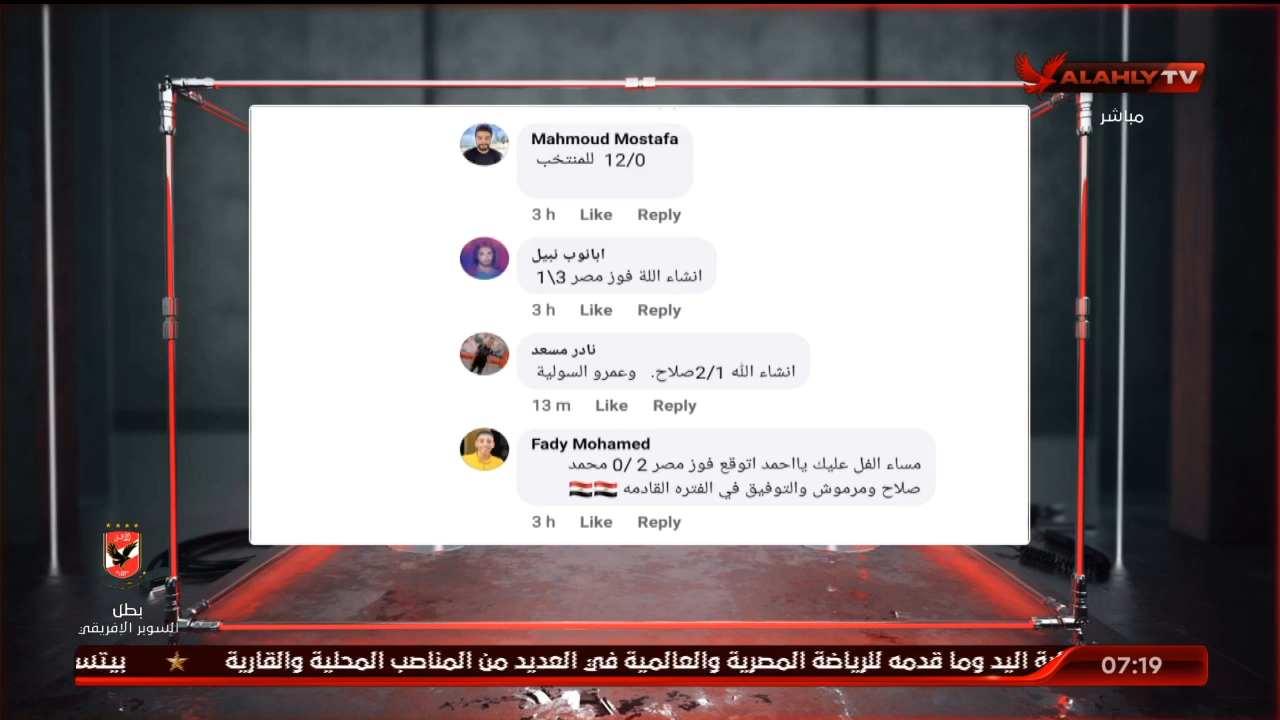 ALAHLY TV
مباشر
Mahmoud Mostafa
12/0 للمنتخب
3 h Like Reply
ابانوب نبيل
انشاء اللة فوز مصر 3\1
3 h Like Reply
نادر مسعد
انشاء الله 2/1صلاح. وعمرو السولية
13 m Like Reply
Fady Mohamed
مساء الفل عليك يااحمد اتوقع فوز مصر 2 /0 محمد
صلاح ومرموش والتوفيق في الفتره القادمه 🇪🇬🇪🇬
3 h Like Reply
بطل
السوبر الإفريقي
اليد وما قدمه للرياضة المصرية والعالمية في العديد من المناصب المحلية والقارية
07:19